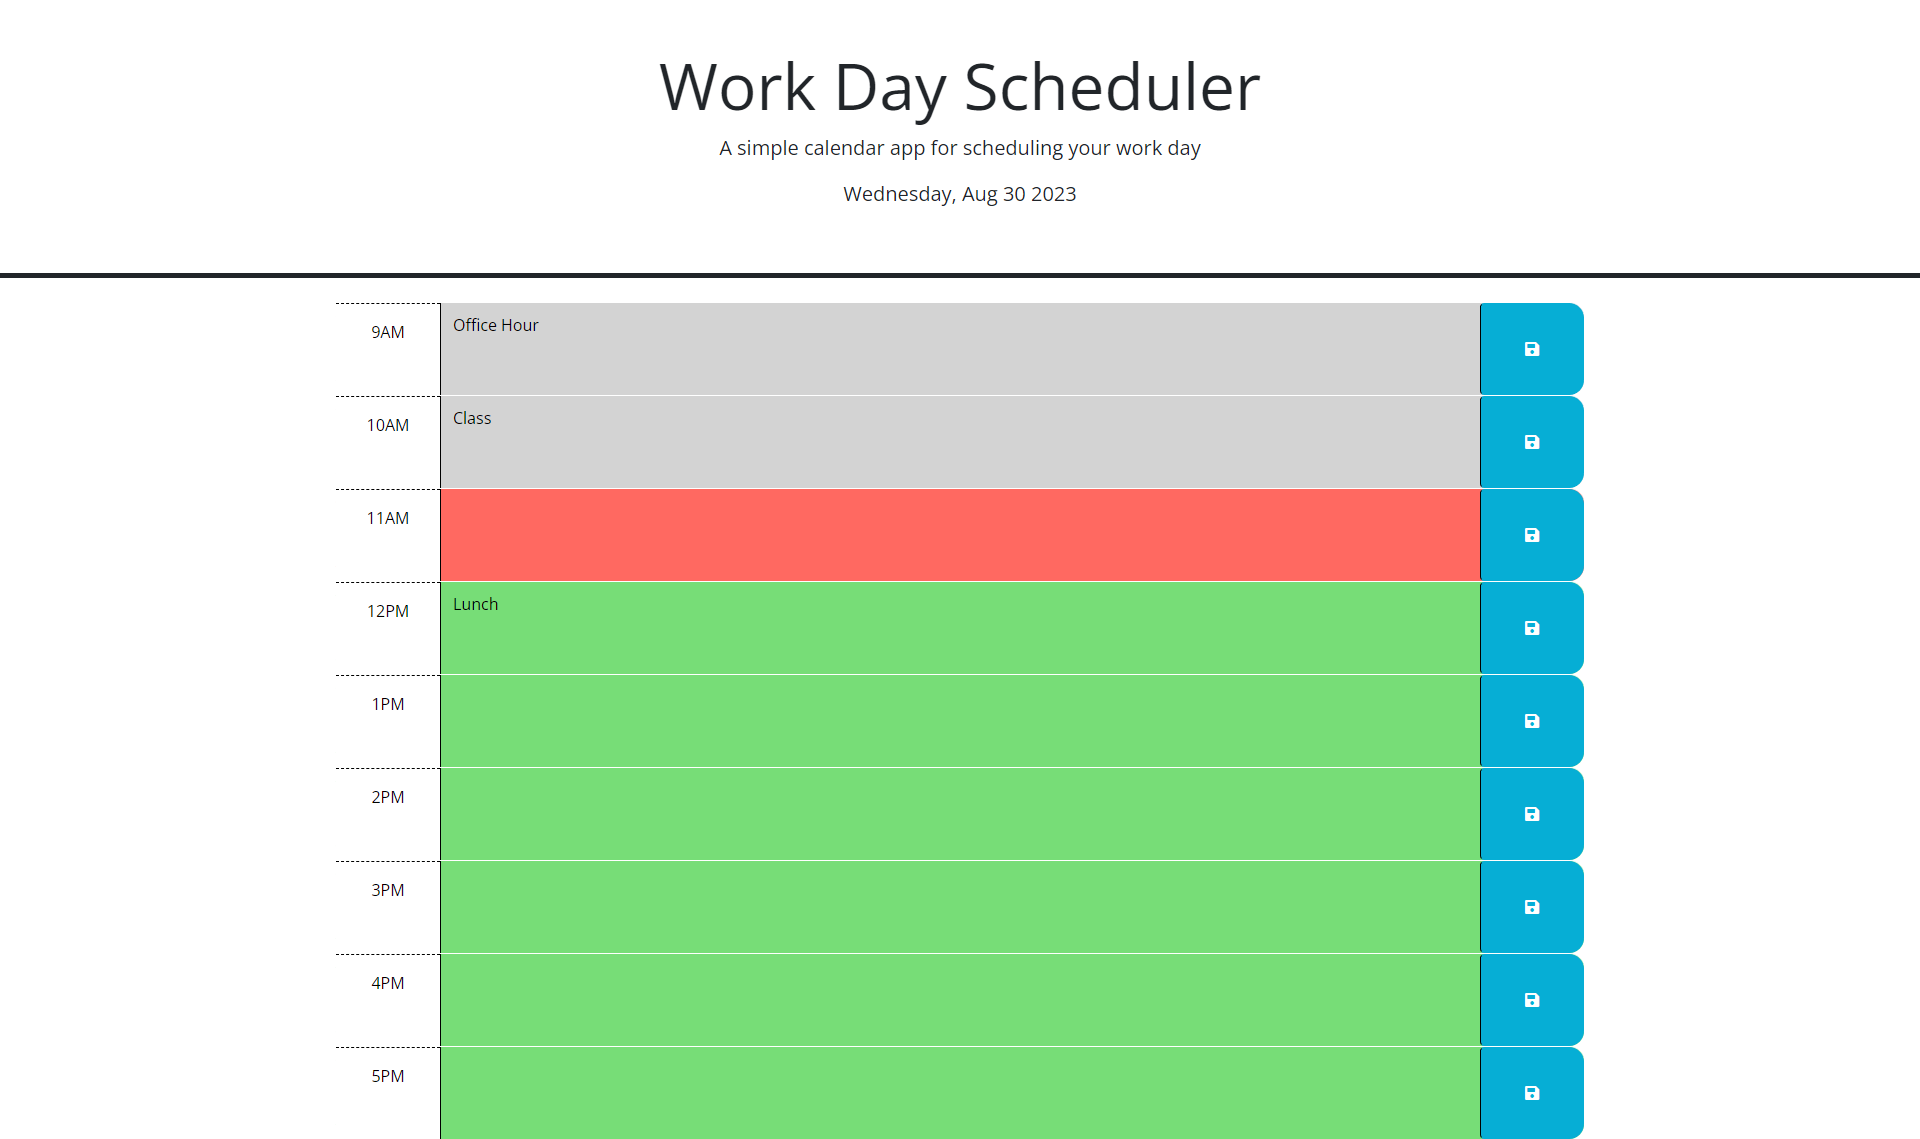 Work Day Scheduler
A simple calendar app for scheduling your work day
Wednesday, Aug 30 2023
9AM
Office Hour
10AM
Class
11AM
12PM
Lunch
1PM
2PM
3PM
4PM
5PM